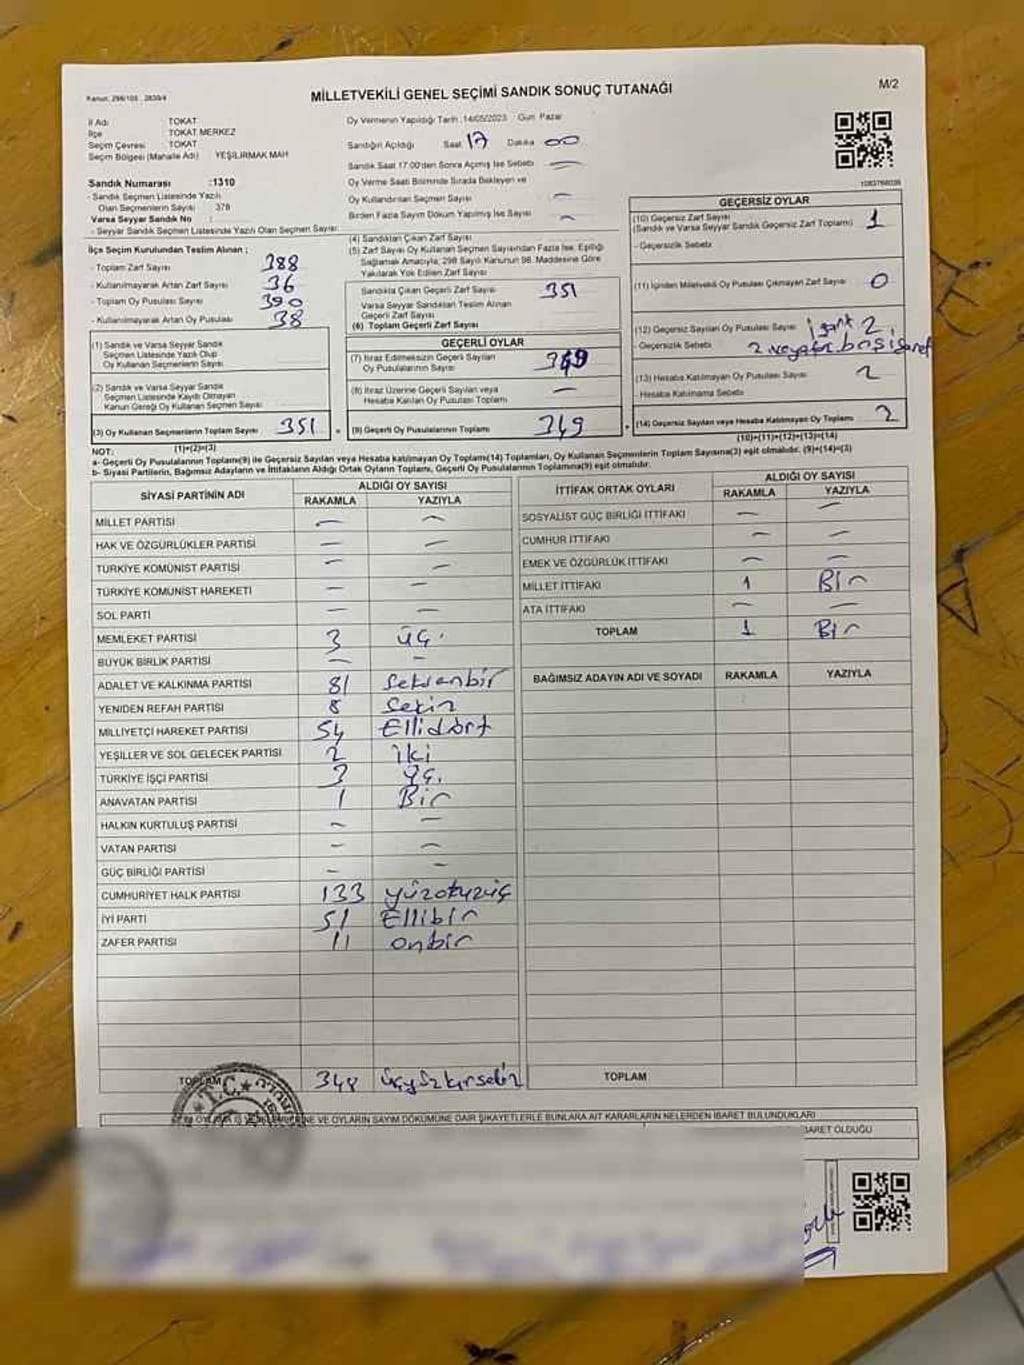 Kanun: 298/105 , 2839/4
MİLLETVEKİLİ GENEL SEÇİMİ SANDIK SONUÇ TUTANAĞI
M/2
İl Adı TOKAT
İlçe TOKAT MERKEZ
Seçim Çevresi TOKAT
Seçim Bölgesi (Mahalle Adı) YEŞİLIRMAK MAH
Sandık Numarası :1310
- Sandık Seçmen Listesinde Yazılı
Olan Seçmenlerin Sayısı : 378
Varsa Seyyar Sandık No
- Seyyar Sandık Seçmen Listesinde Yazılı Olan Seçmen Sayısı:
İlçe Seçim Kurulundan Teslim Alınan ;
- Toplam Zarf Sayısı 388
- Kullanılmayarak Artan Zarf Sayısı 36
- Toplam Oy Pusulası Sayısı 390
- Kullanılmayarak Artan Oy Pusulası 38
(1) Sandık ve Varsa Seyyar Sandık
Seçmen Listesinde Yazılı Olup
Oy Kullanan Seçmenlerin Sayısı
(2) Sandık ve Varsa Seyyar Sandık
Seçmen Listesinde Kayıtlı Olmayan
Kanun Gereği Oy Kullanan Seçmen Sayısı
(3) Oy Kullanan Seçmenlerin Toplam Sayısı 351
(1)+(2)=(3)
Oy Vermenin Yapıldığı Tarih :14/05/2023 Gün: Pazar
Sandığın Açıldığı Saat 17 Dakika 00
Sandık Saat 17:00'den Sonra Açılmış İse Sebebi —
Oy Verme Saati Bitiminde Sırada Bekleyen ve
Oy Kullandırılan Seçmen Sayısı —
Birden Fazla Sayım Döküm Yapılmış İse Sayısı —
(4) Sandıktan Çıkan Zarf Sayısı
(5) Zarf Sayısı Oy Kullanan Seçmen Sayısından Fazla İse, Eşitliği
Sağlamak Amacıyla; 298 Sayılı Kanunun 98. Maddesine Göre
Yakılarak Yok Edilen Zarf Sayısı
Sandıkta Çıkan Geçerli Zarf Sayısı 351
Varsa Seyyar Sandıktan Teslim Alınan
Geçerli Zarf Sayısı
(6) Toplam Geçerli Zarf Sayısı
GEÇERLİ OYLAR
(7) İtiraz Edilmeksizin Geçerli Sayılan
Oy Pusulalarının Sayısı 349
(8) İtiraz Üzerine Geçerli Sayılan veya
Hesaba Katılan Oy Pusulası Toplamı —
= (9) Geçerli Oy Pusulalarının Toplamı 349
1083768038
GEÇERSİZ OYLAR
(10) Geçersiz Zarf Sayısı
(Sandık ve Varsa Seyyar Sandık Geçersiz Zarf Toplamı) 1
- Geçersizlik Sebebi
(11) İçinden Milletvekili Oy Pusulası Çıkmayan Zarf Sayısı 0
(12) Geçersiz Sayılan Oy Pusulası Sayısı 2
- Geçersizlik Sebebi
(13) Hesaba Katılmayan Oy Pusulası Sayısı 2
- Hesaba Katılmama Sebebi
+ (14) Geçersiz Sayılan veya Hesaba Katılmayan Oy Toplamı 2
(10)+(11)+(12)+(13)=(14)
NOT:
a- Geçerli Oy Pusulalarının Toplamı(9) ile Geçersiz Sayılan veya Hesaba katılmayan Oy Toplamı(14) Toplamları, Oy Kullanan Seçmenlerin Toplam Sayısına(3) eşit olmalıdır. (9)+(14)=(3)
b- Siyasi Partilerin, Bağımsız Adayların ve İttifakların Aldığı Ortak Oyların Toplamı, Geçerli Oy Pusulalarının Toplamına(9) eşit olmalıdır.
SİYASİ PARTİNİN ADI ALDIĞI OY SAYISI
RAKAMLA YAZIYLA
MİLLET PARTİSİ — —
HAK VE ÖZGÜRLÜKLER PARTİSİ — —
TÜRKİYE KOMÜNİST PARTİSİ — —
TÜRKİYE KOMÜNİST HAREKETİ — —
SOL PARTİ — —
MEMLEKET PARTİSİ 3 üç.
BÜYÜK BİRLİK PARTİSİ — —
ADALET VE KALKINMA PARTİSİ 81 Seksenbir
YENİDEN REFAH PARTİSİ 8 Sekiz
MİLLİYETÇİ HAREKET PARTİSİ 54 Ellidört
YEŞİLLER VE SOL GELECEK PARTİSİ 2 iki
TÜRKİYE İŞÇİ PARTİSİ 3 üç.
ANAVATAN PARTİSİ 1 Bir
HALKIN KURTULUŞ PARTİSİ — —
VATAN PARTİSİ — —
GÜÇ BİRLİĞİ PARTİSİ — —
CUMHURİYET HALK PARTİSİ 133 yüzotuzüç
İYİ PARTİ 51 Ellibir
ZAFER PARTİSİ 11 onbir
TOPLAM 348 üçyüzkırsekiz
İTTİFAK ORTAK OYLARI ALDIĞI OY SAYISI
RAKAMLA YAZIYLA
SOSYALİST GÜÇ BİRLİĞİ İTTİFAKI — —
CUMHUR İTTİFAKI — —
EMEK VE ÖZGÜRLÜK İTTİFAKI — —
MİLLET İTTİFAKI 1 Bir
ATA İTTİFAKI — —
TOPLAM 1 Bir
BAĞIMSIZ ADAYIN ADI VE SOYADI RAKAMLA YAZIYLA
TOPLAM
T.C.
VE OYLARIN SAYIM DÖKÜMÜNE DAİR ŞİKAYETLERLE BUNLARA AİT KARARLARIN NELERDEN İBARET BULUNDUKLARI
İBARET OLDUĞU